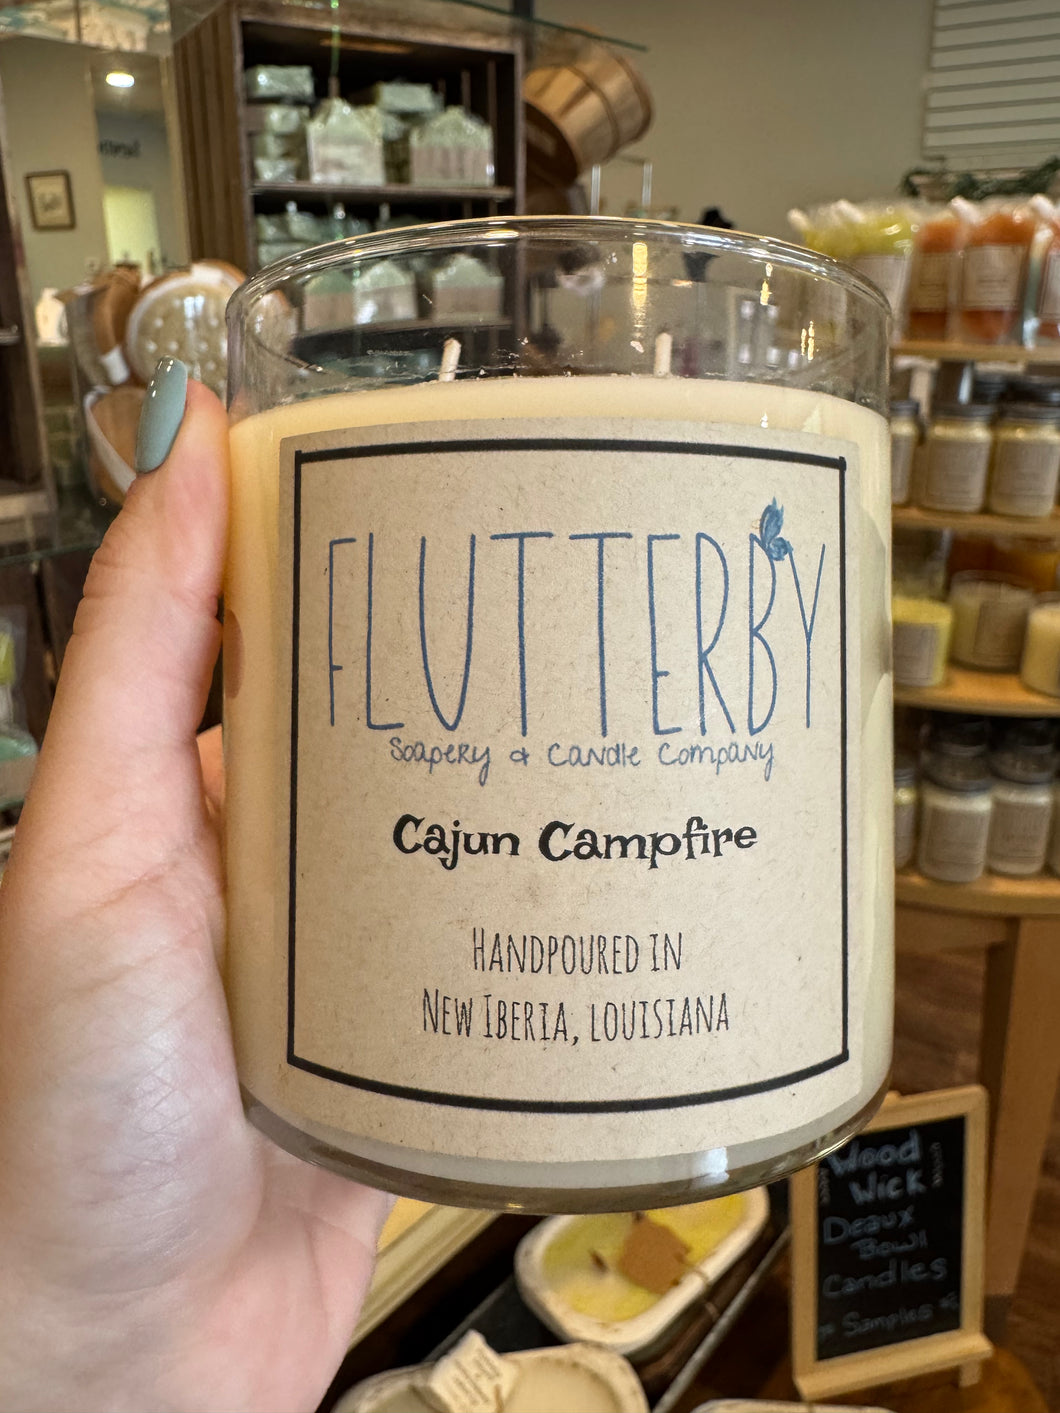 FLUTTERBY
Soapery & Candle Company
Cajun Campfire
HANDPOURED IN
NEW IBERIA, LOUISIANA
Wood
Wick
Deaux
Bowl
Candles
Samples